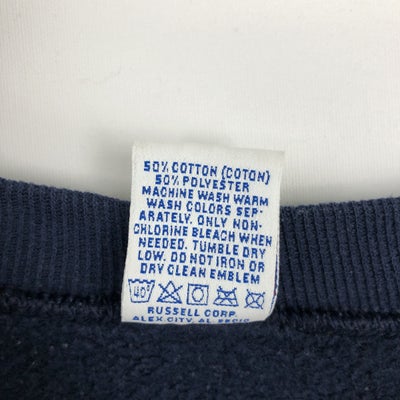 50% COTTON (COTON)
50% POLYESTER
MACHINE WASH WARM
WASH COLORS SEP-
ARATELY. ONLY NON-
CHLORINE BLEACH WHEN
NEEDED. TUMBLE DRY
LOW. DO NOT IRON OR
DRY CLEAN EMBLEM
40°
RUSSELL CORP.
ALEX CITY, AL